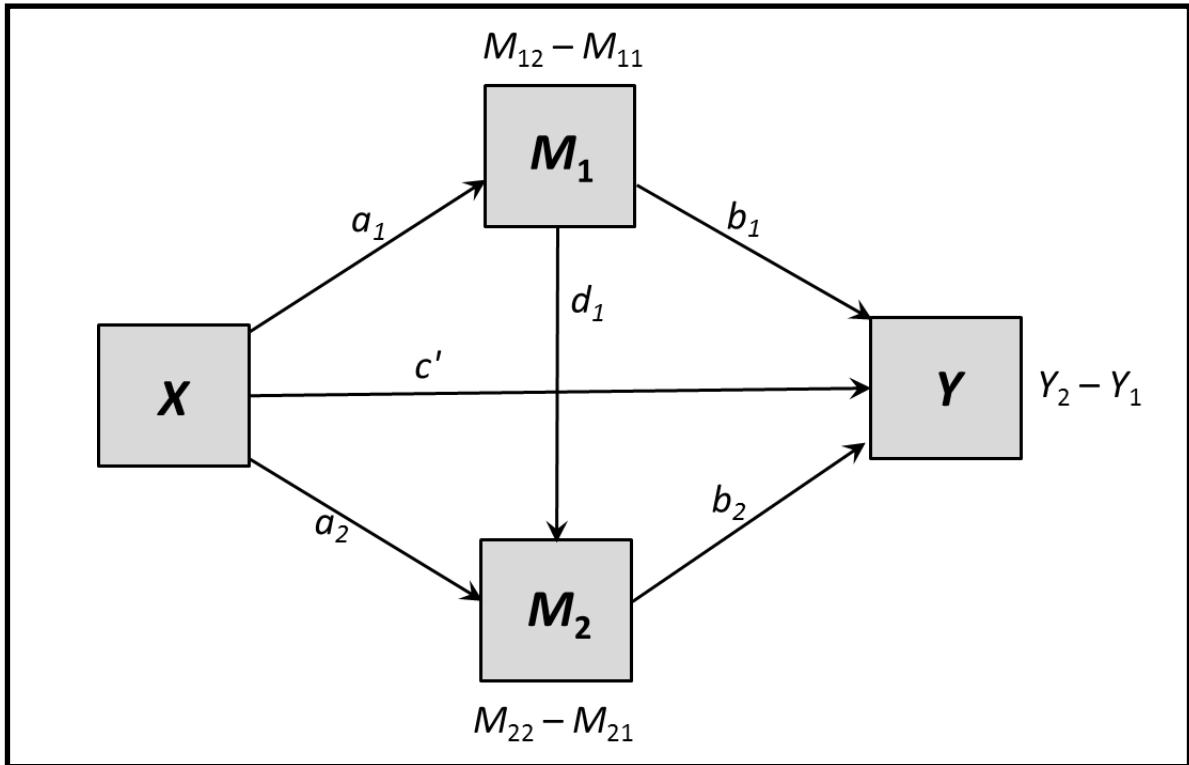 M₁₂ – M₁₁
M₁
a₁
b₁
d₁
X
c'
Y
Y₂ – Y₁
a₂
b₂
M₂
M₂₂ – M₂₁